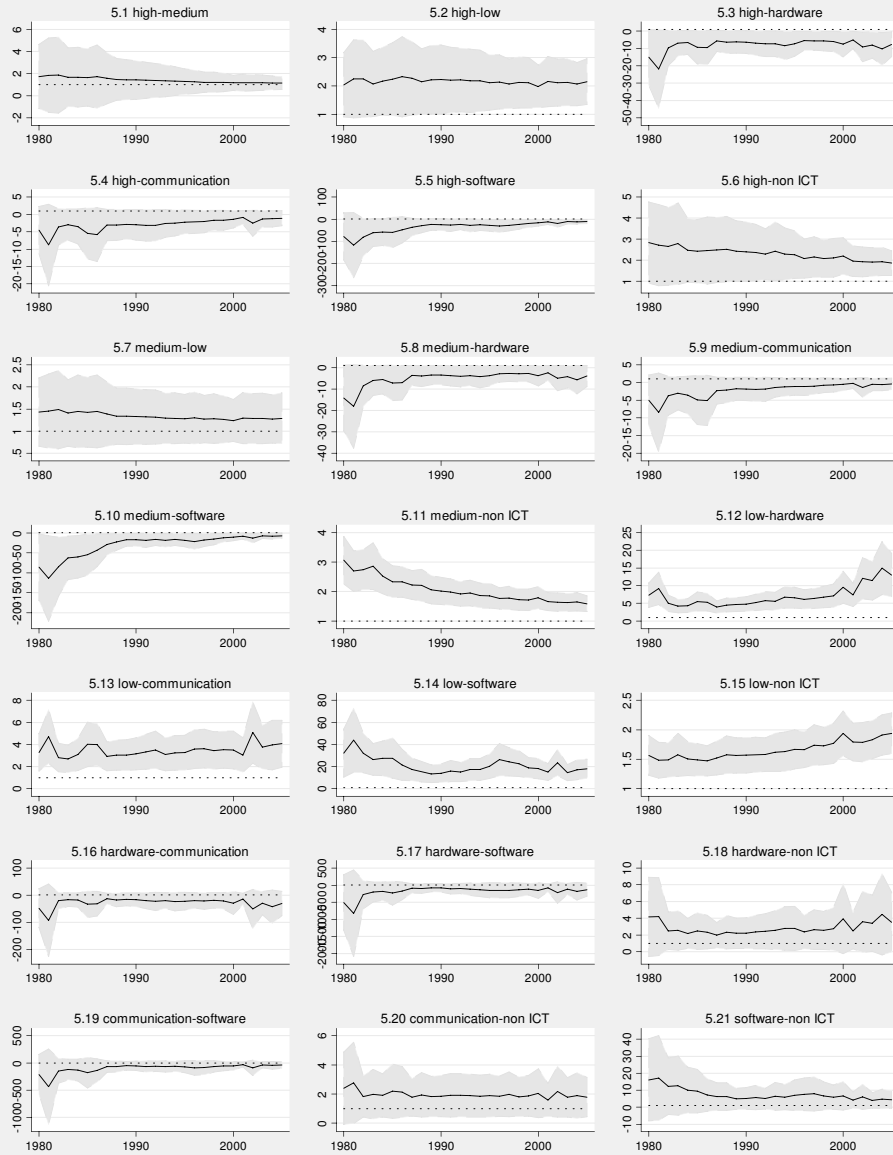 5.1 high-medium
6
4
2
0
-2
1980 1990 2000
5.2 high-low
4
3
2
1
1980 1990 2000
5.3 high-hardware
0
-10
-20
-30
-40
-50
1980 1990 2000
5.4 high-communication
5
0
-5
-10
-15
-20
1980 1990 2000
5.5 high-software
100
0
-100
-200
-300
1980 1990 2000
5.6 high-non ICT
5
4
3
2
1
1980 1990 2000
5.7 medium-low
2.5
2
1.5
1
.5
1980 1990 2000
5.8 medium-hardware
0
-10
-20
-30
-40
1980 1990 2000
5.9 medium-communication
5
0
-5
-10
-15
-20
1980 1990 2000
5.10 medium-software
0
-50
-100
-150
-200
1980 1990 2000
5.11 medium-non ICT
4
3
2
1
1980 1990 2000
5.12 low-hardware
25
20
15
10
5
0
1980 1990 2000
5.13 low-communication
8
6
4
2
0
1980 1990 2000
5.14 low-software
80
60
40
20
0
1980 1990 2000
5.15 low-non ICT
2.5
2
1.5
1
1980 1990 2000
5.16 hardware-communication
100
0
-100
-200
1980 1990 2000
5.17 hardware-software
500
0
-500
-1000
-1500
-2000
1980 1990 2000
5.18 hardware-non ICT
10
8
6
4
2
0
1980 1990 2000
5.19 communication-software
500
0
-500
-1000
1980 1990 2000
5.20 communication-non ICT
6
4
2
0
1980 1990 2000
5.21 software-non ICT
40
30
20
10
0
-10
1980 1990 2000